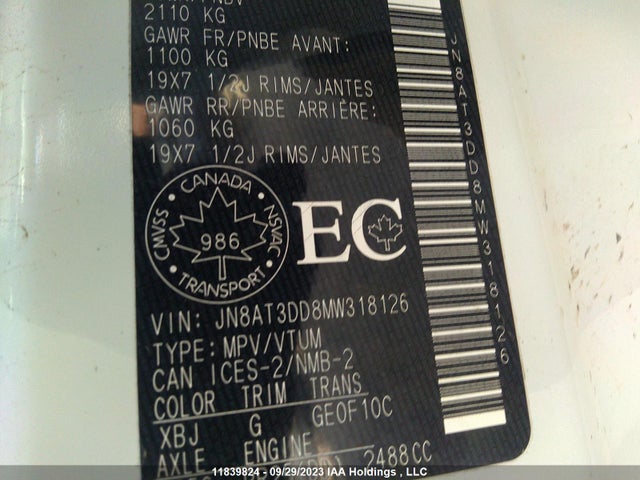 2110 KG
GAWR FR/PNBE AVANT:
1100 KG
19X7 1/2J RIMS/JANTES
GAWR RR/PNBE ARRIÈRE:
1060 KG
19X7 1/2J RIMS/JANTES
CANADA
CMVSS NSVAC
986
TRANSPORT
EC
VIN: JN8AT3DD8MW318126
TYPE: MPV/VTUM
CAN ICES-2/NMB-2
COLOR TRIM TRANS
XBJ G GE0F10C
AXLE ENGINE
2488CC
JN8AT3DD8MW318126
11839824 - 09/29/2023 IAA Holdings , LLC